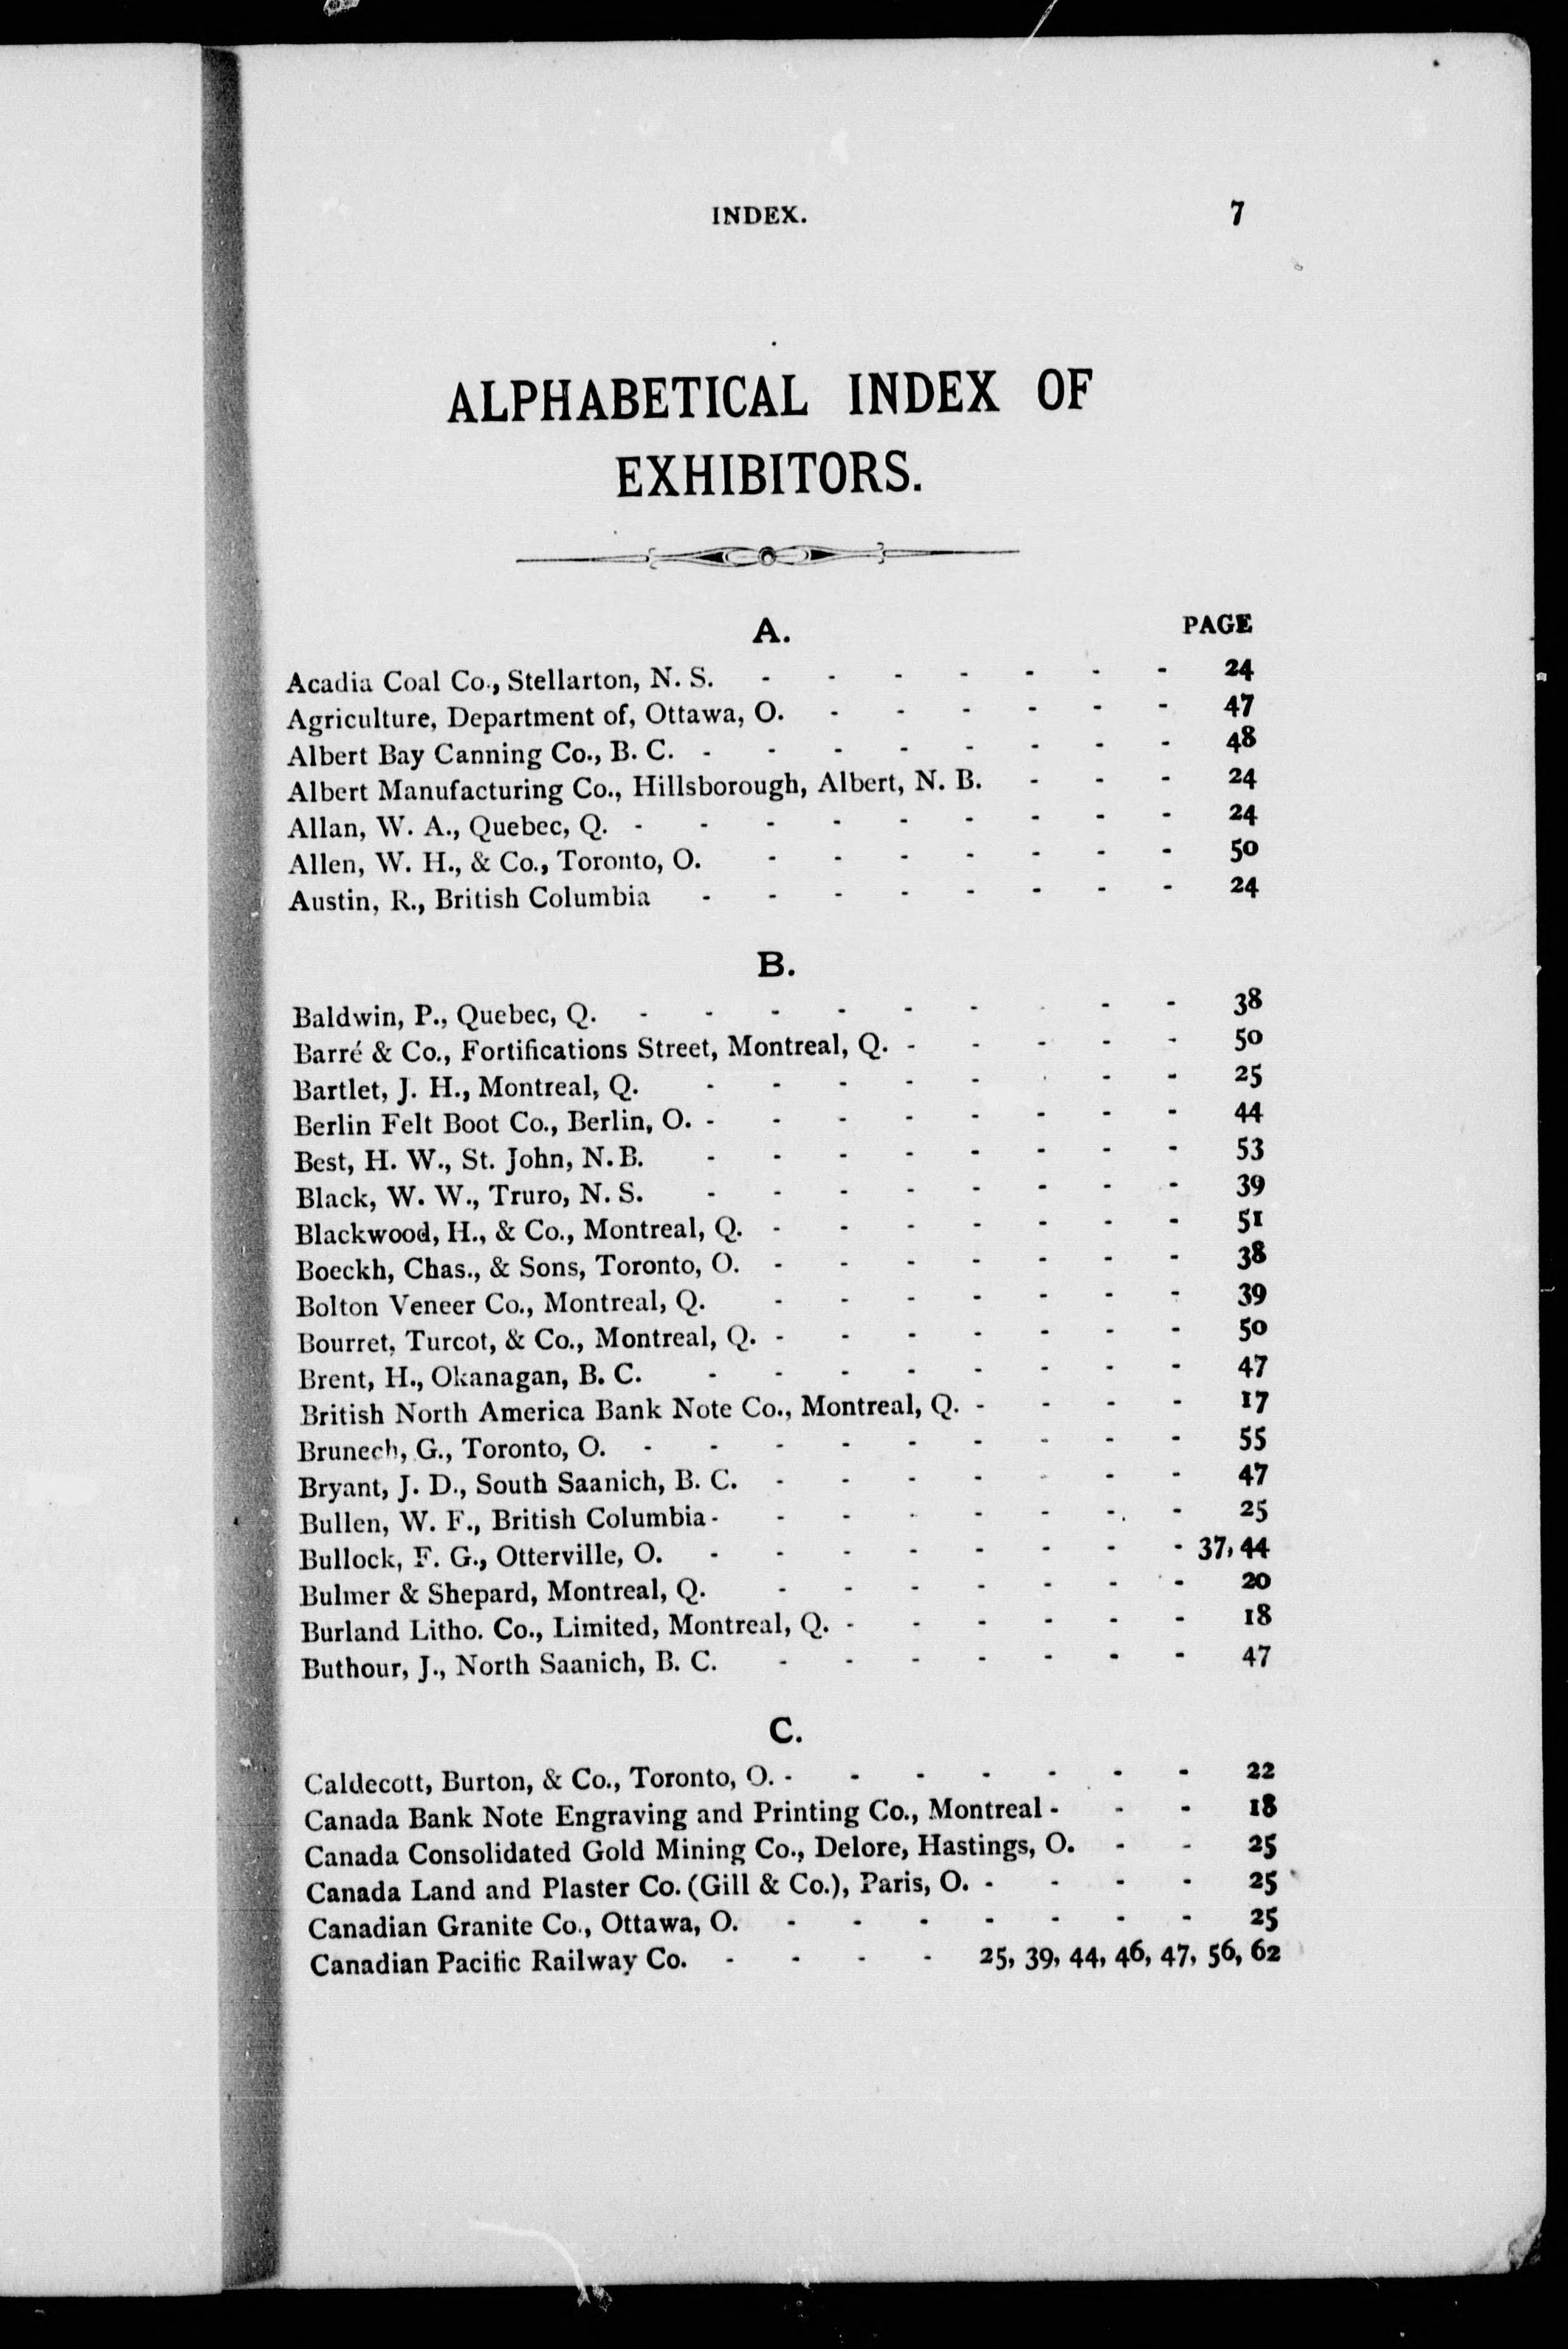 INDEX. 7
ALPHABETICAL INDEX OF
EXHIBITORS.
A. PAGE
Acadia Coal Co., Stellarton, N. S. - - - - - - - 24
Agriculture, Department of, Ottawa, O. - - - - - - 47
Albert Bay Canning Co., B. C. - - - - - - - - 48
Albert Manufacturing Co., Hillsborough, Albert, N. B. - - - 24
Allan, W. A., Quebec, Q. - - - - - - - - - 24
Allen, W. H., & Co., Toronto, O. - - - - - - - 50
Austin, R., British Columbia - - - - - - - - 24
B.
Baldwin, P., Quebec, Q. - - - - - - - - 38
Barré & Co., Fortifications Street, Montreal, Q. - - - - - 50
Bartlet, J. H., Montreal, Q. - - - - - - - 25
Berlin Felt Boot Co., Berlin, O. - - - - - - - - 44
Best, H. W., St. John, N. B. - - - - - - - - 53
Black, W. W., Truro, N. S. - - - - - - - - 39
Blackwood, H., & Co., Montreal, Q. - - - - - - - 51
Boeckh, Chas., & Sons, Toronto, O. - - - - - - - 38
Bolton Veneer Co., Montreal, Q. - - - - - - - 39
Bourret, Turcot, & Co., Montreal, Q. - - - - - - - 50
Brent, H., Okanagan, B. C. - - - - - - - - 47
British North America Bank Note Co., Montreal, Q. - - - - 17
Brunech, G., Toronto, O. - - - - - - - - - 55
Bryant, J. D., South Saanich, B. C. - - - - - - - 47
Bullen, W. F., British Columbia - - - - - - - - 25
Bullock, F. G., Otterville, O. - - - - - - - - 37, 44
Bulmer & Shepard, Montreal, Q. - - - - - - - 20
Burland Litho. Co., Limited, Montreal, Q. - - - - - - 18
Buthour, J., North Saanich, B. C. - - - - - - - 47
C.
Caldecott, Burton, & Co., Toronto, O. - - - - - - - 22
Canada Bank Note Engraving and Printing Co., Montreal - - - 18
Canada Consolidated Gold Mining Co., Delore, Hastings, O. - - 25
Canada Land and Plaster Co. (Gill & Co.), Paris, O. - - - - 25
Canadian Granite Co., Ottawa, O. - - - - - - - 25
Canadian Pacific Railway Co. - - - - 25, 39, 44, 46, 47, 56, 62